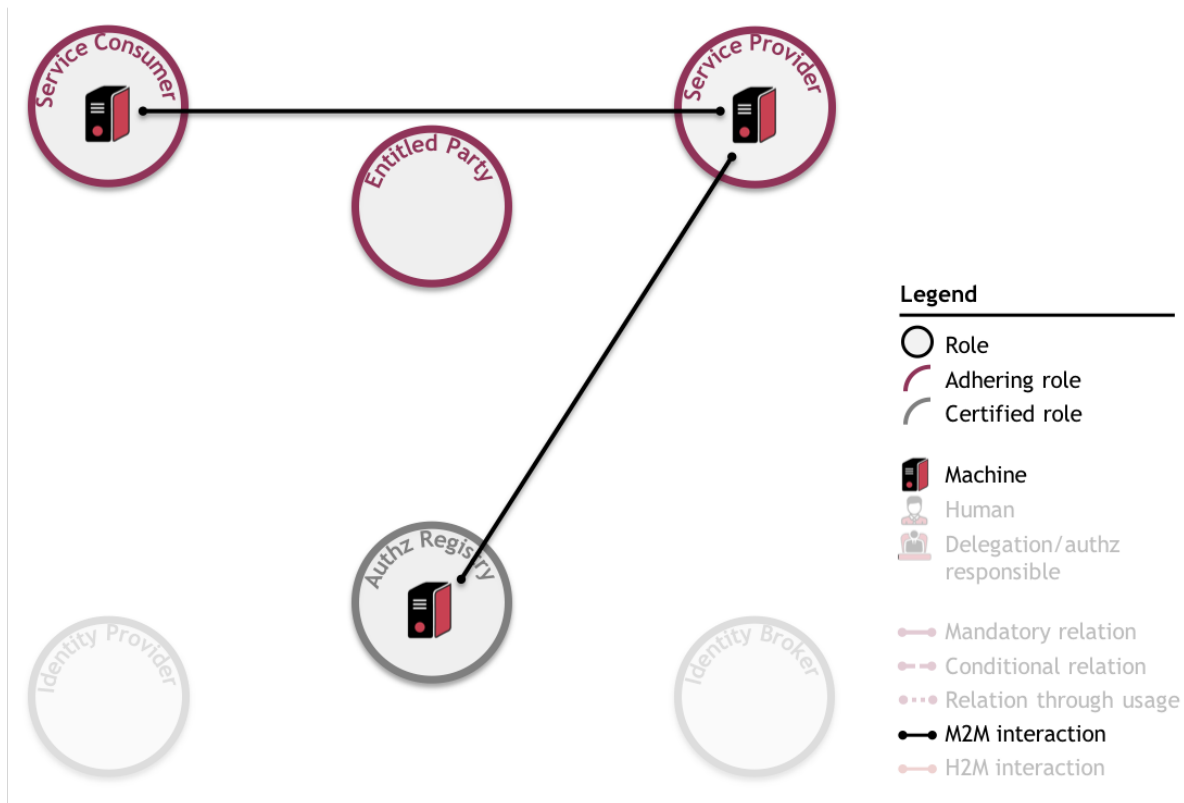 Service Consumer
Service Provider
Entitled Party
Authz Registry
Identity Provider
Identity Broker
Legend
Role
Adhering role
Certified role
Machine
Human
Delegation/authz
responsible
Mandatory relation
Conditional relation
Relation through usage
M2M interaction
H2M interaction